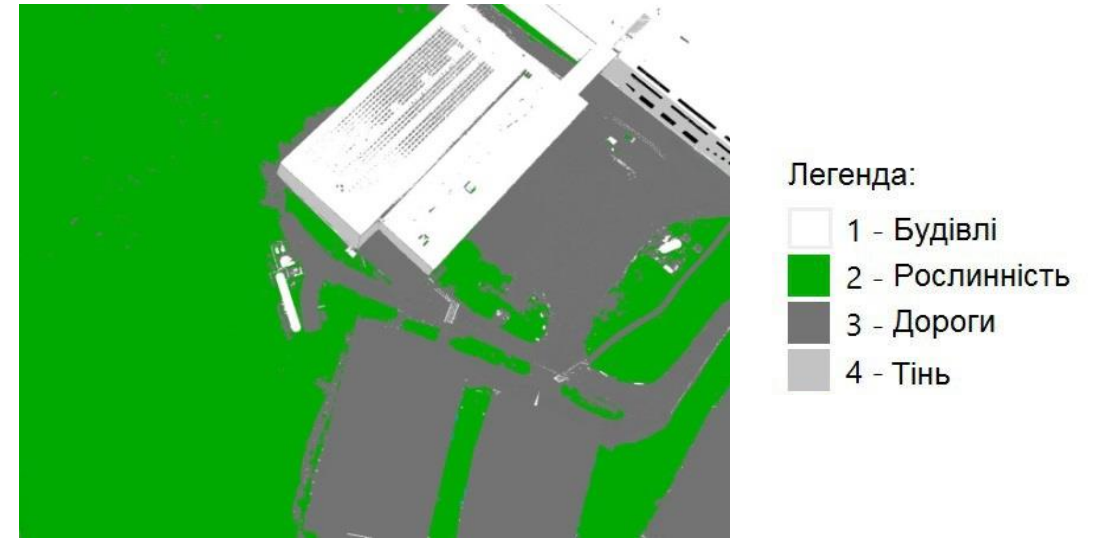 Легенда:
1 - Будівлі
2 - Рослинність
3 - Дороги
4 - Тінь